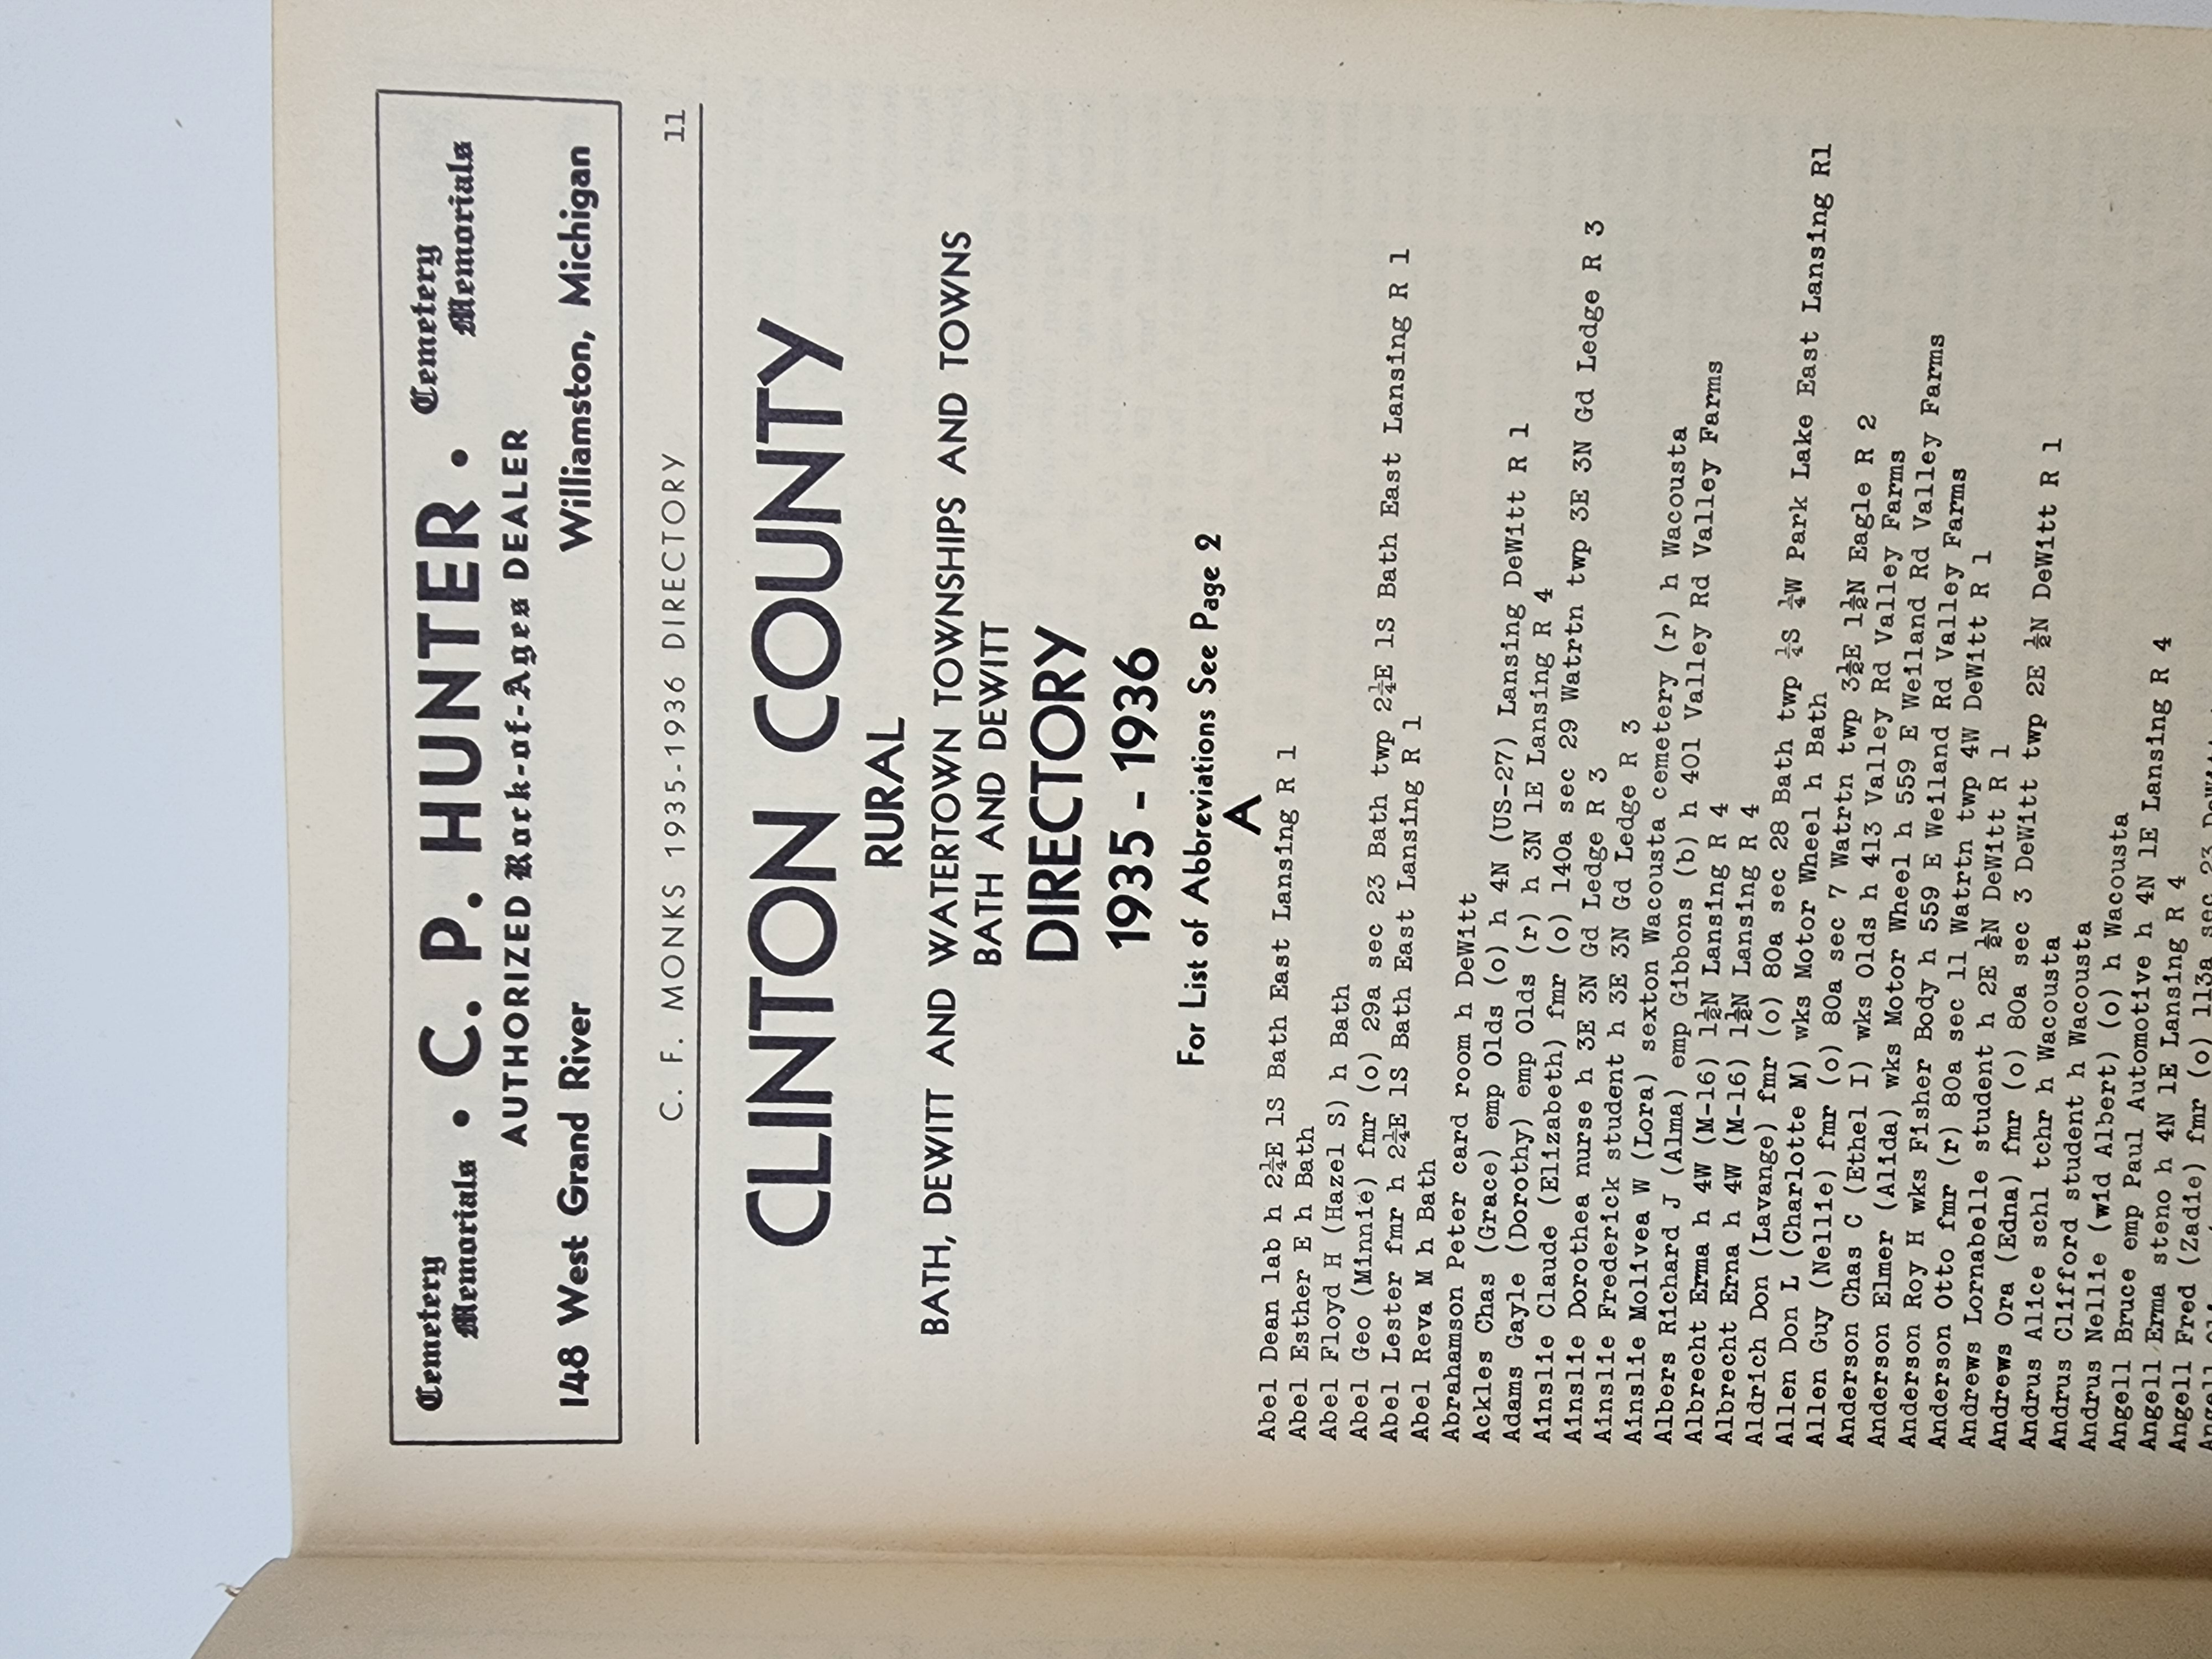 Cemetery Memorials • C. P. HUNTER • Cemetery Memorials
AUTHORIZED Rock-of-Ages DEALER
148 West Grand River Williamston, Michigan
C. F. MONKS 1935-1936 DIRECTORY 11
CLINTON COUNTY
RURAL
BATH, DEWITT AND WATERTOWN TOWNSHIPS AND TOWNS
BATH AND DEWITT
DIRECTORY
1935 - 1936
For List of Abbreviations See Page 2
A
Abel Dean lab h 2¼E 1S Bath East Lansing R 1
Abel Esther E h Bath
Abel Floyd H (Hazel S) h Bath
Abel Geo (Minnie) fmr (o) 29a sec 23 Bath twp 2¼E 1S Bath East Lansing R 1
Abel Lester fmr h 2¼E 1S Bath East Lansing R 1
Abel Reva M h Bath
Abrahamson Peter card room h DeWitt
Ackles Chas (Grace) emp Olds (o) h 4N (US-27) Lansing DeWitt R 1
Adams Gayle (Dorothy) emp Olds (r) h 3N 1E Lansing R 4
Ainslie Claude (Elizabeth) fmr (o) 140a sec 29 Watrtn twp 3E 3N Gd Ledge R 3
Ainslie Dorothea nurse h 3E 3N Gd Ledge R 3
Ainslie Frederick student h 3E 3N Gd Ledge R 3
Ainslie Molivea W (Lora) sexton Wacousta cemetery (r) h Wacousta
Albers Richard J (Alma) emp Gibbons (b) h 401 Valley Rd Valley Farms
Albrecht Erma h 4W (M-16) 1½N Lansing R 4
Albrecht Erna h 4W (M-16) 1½N Lansing R 4
Aldrich Don (Lavange) fmr (o) 80a sec 28 Bath twp ¼S ¼W Park Lake East Lansing R1
Allen Don L (Charlotte M) wks Motor Wheel h Bath
Allen Guy (Nellie) fmr (o) 80a sec 7 Watrtn twp 3½E 1½N Eagle R 2
Anderson Chas C (Ethel I) wks Olds h 413 Valley Rd Valley Farms
Anderson Elmer (Alida) wks Motor Wheel h 559 E Weiland Rd Valley Farms
Anderson Roy H wks Fisher Body h 559 E Weiland Rd Valley Farms
Anderson Otto fmr (r) 80a sec 11 Watrtn twp 4W DeWitt R 1
Andrews Lornabelle student h 2E ½N DeWitt R 1
Andrews Ora (Edna) fmr (o) 80a sec 3 DeWitt twp 2E ½N DeWitt R 1
Andrus Alice schl tchr h Wacousta
Andrus Clifford student h Wacousta
Andrus Nellie (wid Albert) (o) h Wacousta
Angell Bruce emp Paul Automotive h 4N 1E Lansing R 4
Angell Erma steno h 4N 1E Lansing R 4
Angell Fred (Zadie) fmr (o) 113a sec 23